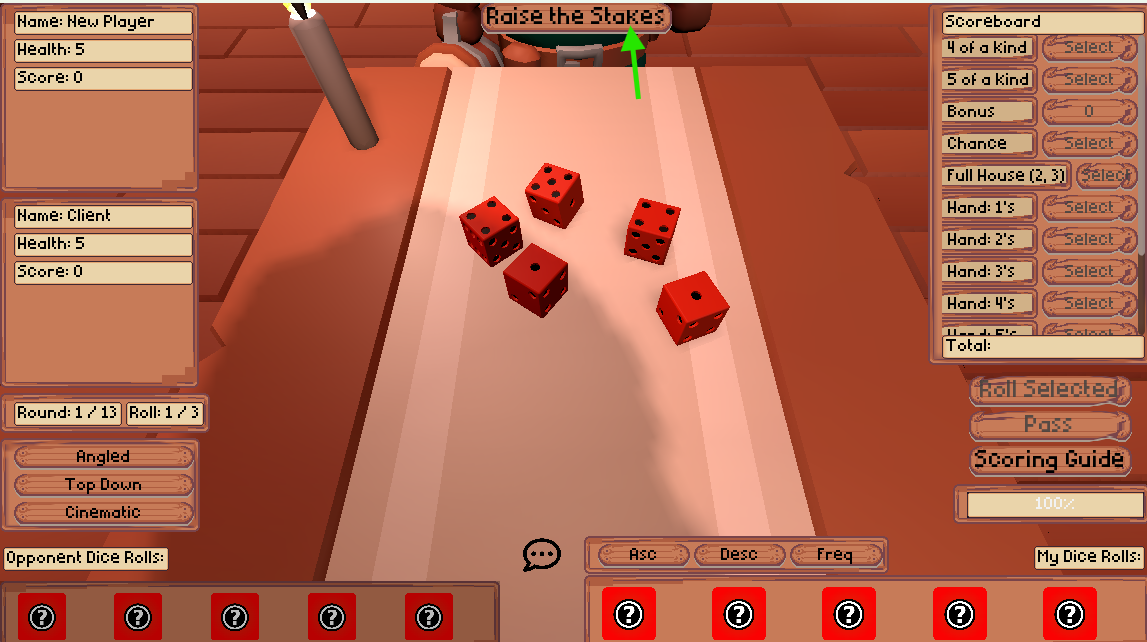 Raise the Stakes
Name: New Player
Health: 5
Score: 0
Name: Client
Health: 5
Score: 0
Round: 1 / 13
Roll: 1 / 3
Angled
Top Down
Cinematic
Opponent Dice Rolls:
? ? ? ? ?
Scoreboard
4 of a kind Select
5 of a kind Select
Bonus 0
Chance Select
Full House (2, 3) Select
Hand: 1's Select
Hand: 2's Select
Hand: 3's Select
Hand: 4's Select
Hand: 5's Select
Total:
Roll Selected
Pass
Scoring Guide
100%
Asc Desc Freq
My Dice Rolls:
? ? ? ? ?